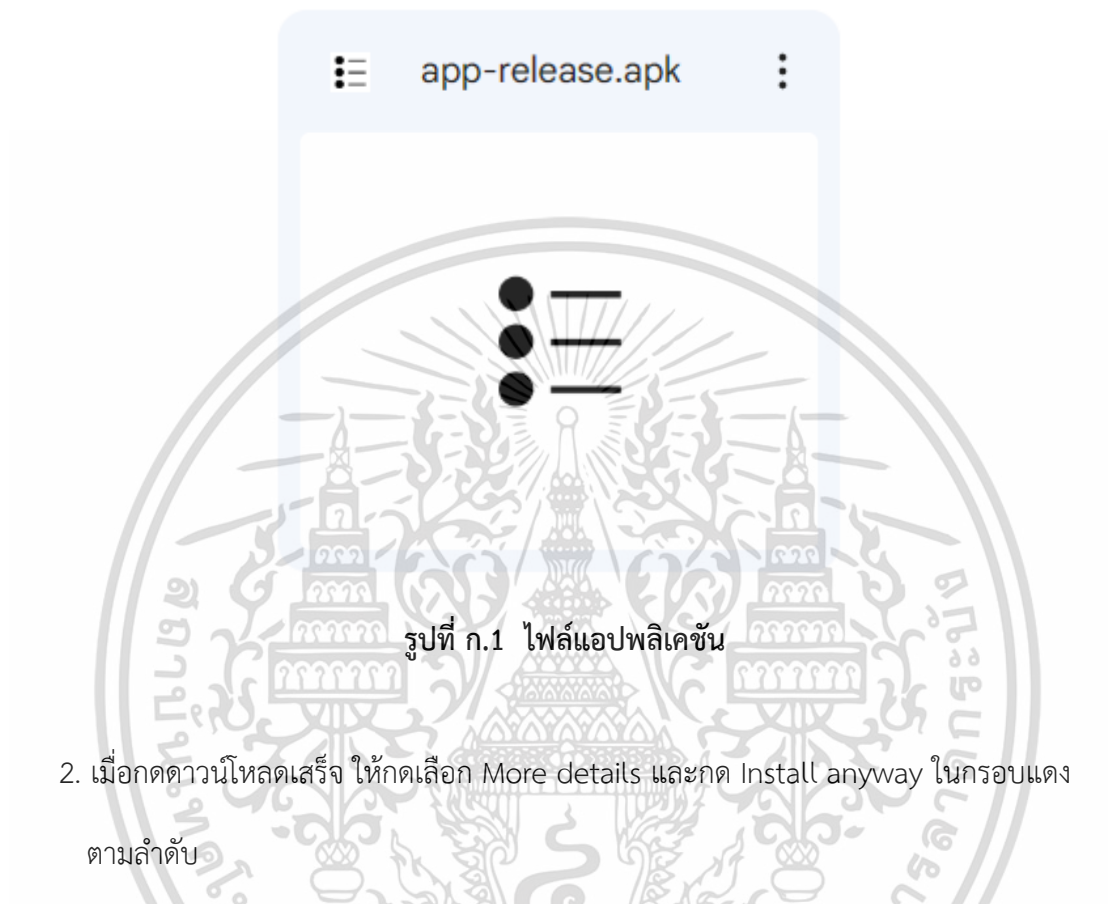 app-release.apk
รูปที่ ก.1 ไฟล์แอปพลิเคชัน
2. เมื่อกดดาวน์โหลดเสร็จ ให้กดเลือก More details และกด Install anyway ในกรอบแดง
ตามลำดับ